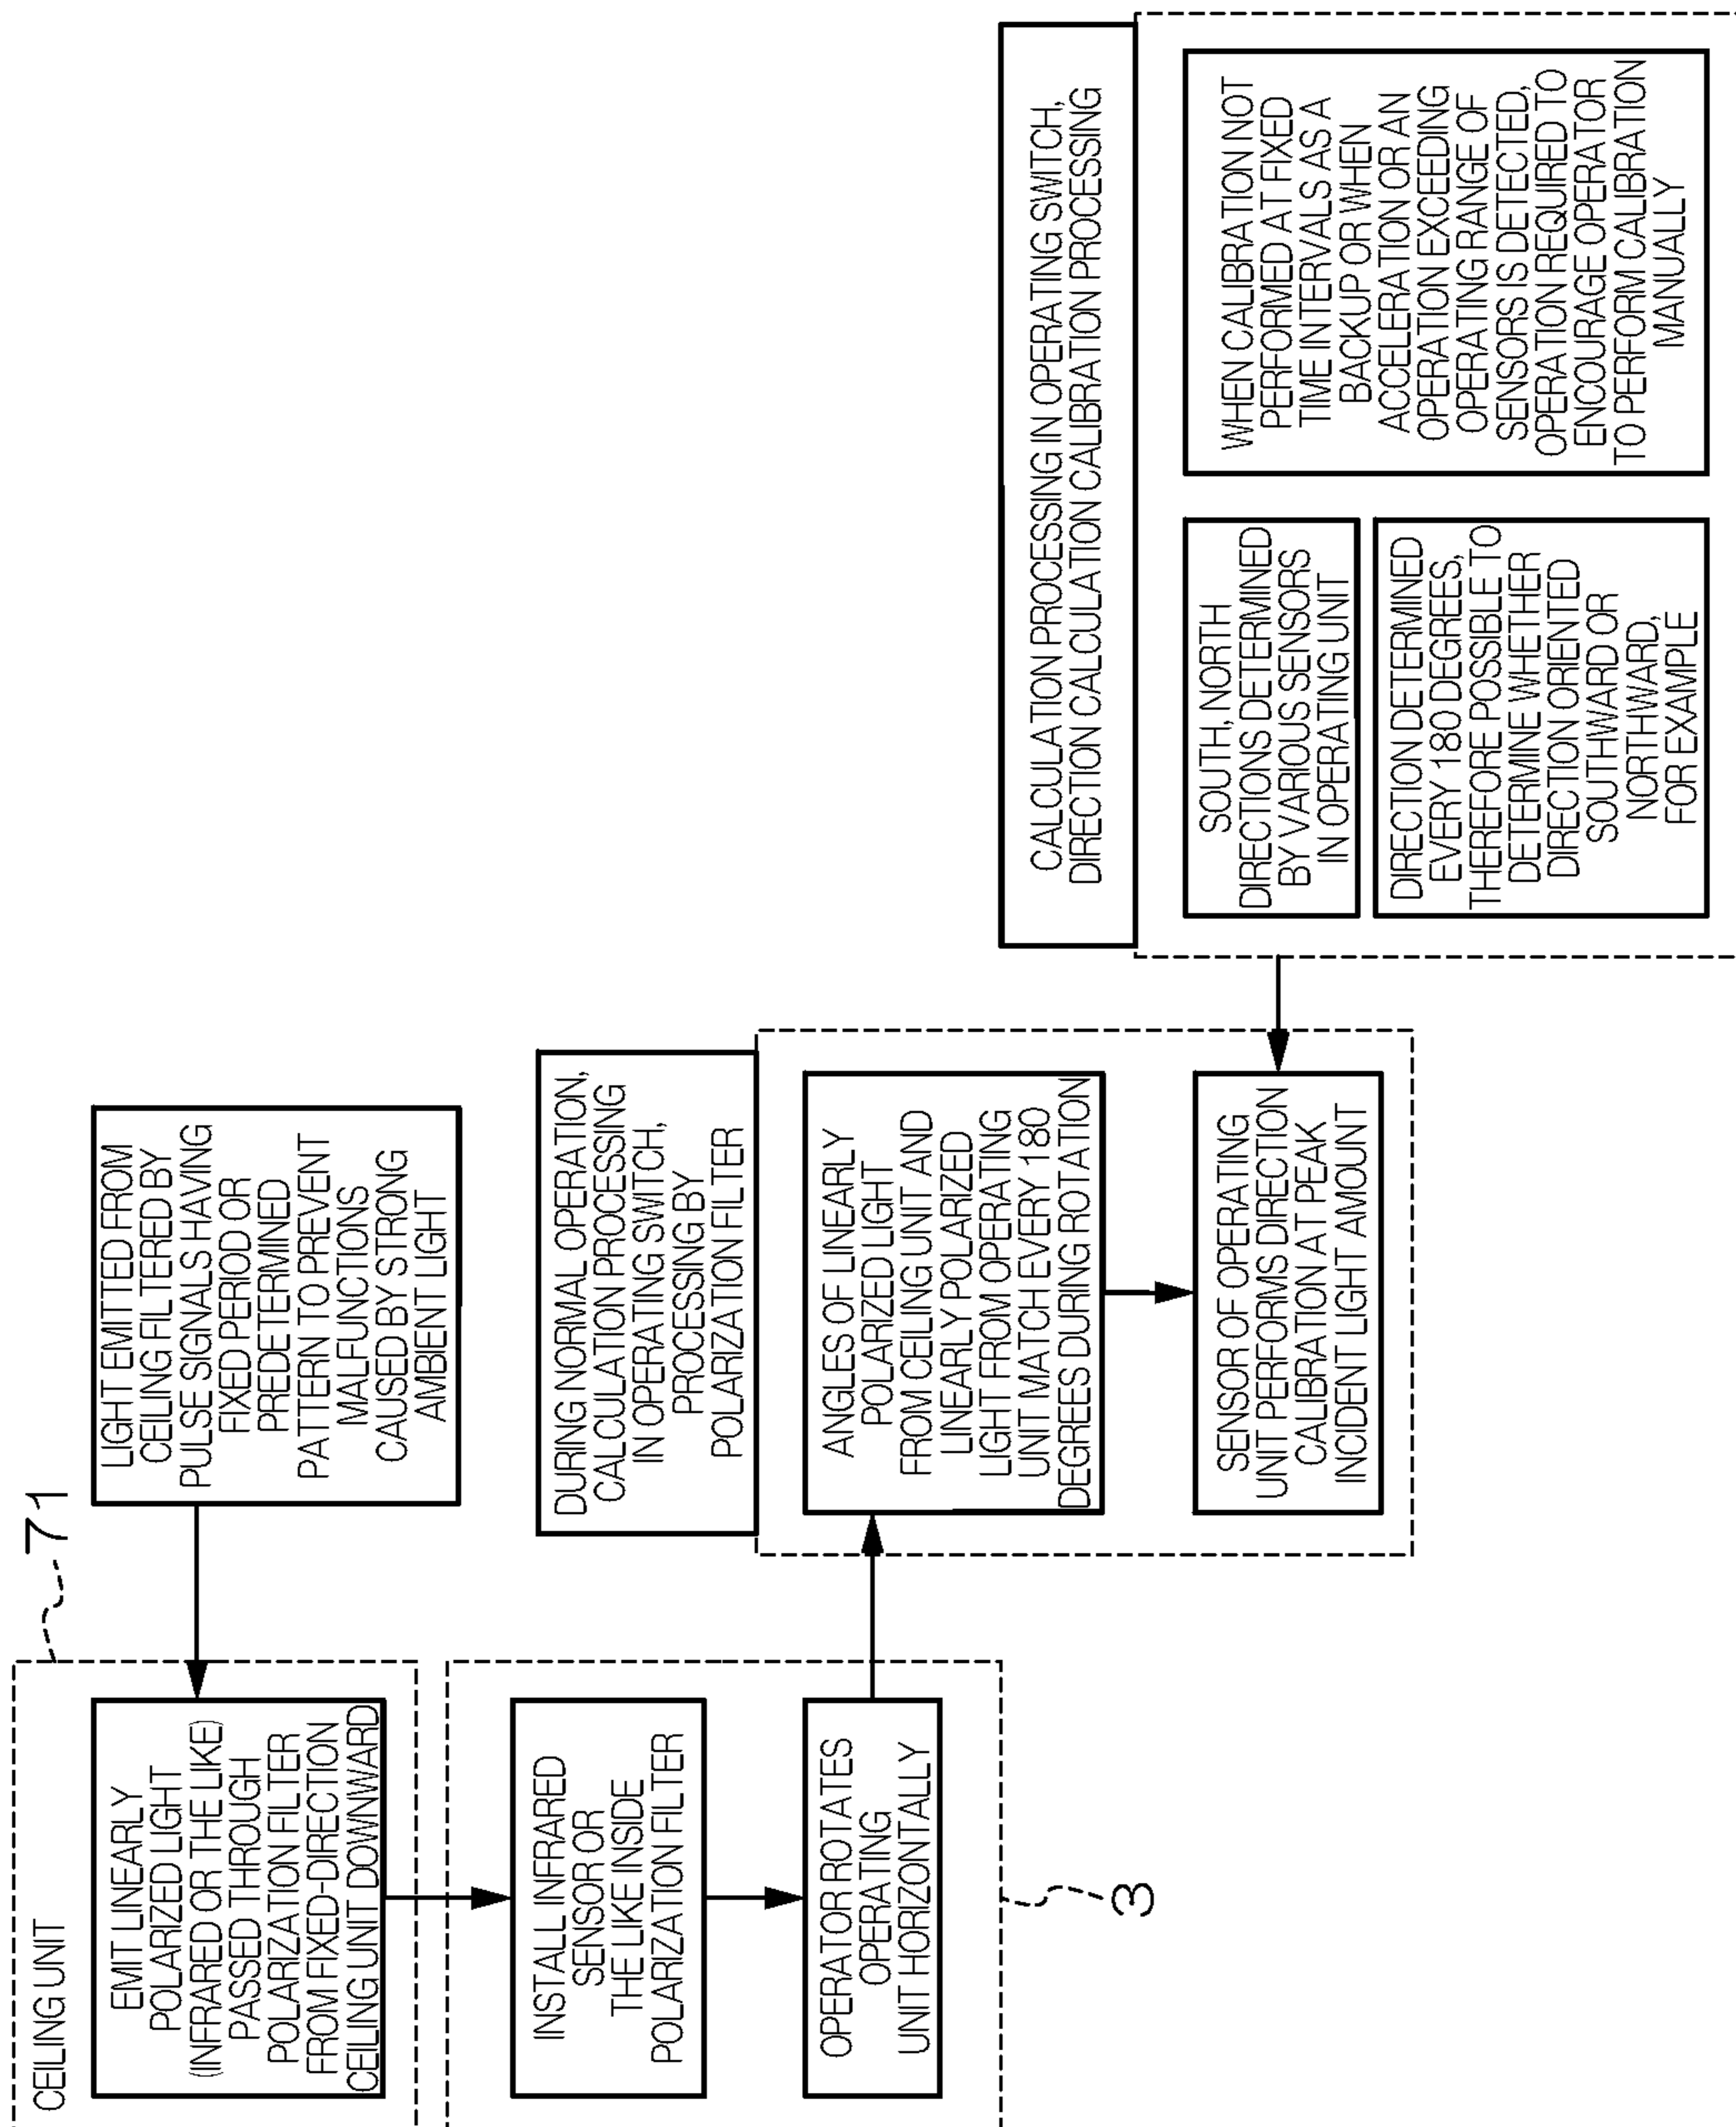 CEILING UNIT
EMIT LINEARLY
POLARIZED LIGHT
(INFRARED OR THE LIKE)
PASSED THROUGH
POLARIZATION FILTER
FROM FIXED-DIRECTION
CEILING UNIT DOWNWARD
71
LIGHT EMITTED FROM
CEILING FILTERED BY
PULSE SIGNALS HAVING
FIXED PERIOD OR
PREDETERMINED
PATTERN TO PREVENT
MALFUNCTIONS
CAUSED BY STRONG
AMBIENT LIGHT
INSTALL INFRARED
SENSOR OR
THE LIKE INSIDE
POLARIZATION FILTER
OPERATOR ROTATES
OPERATING
UNIT HORIZONTALLY
3
DURING NORMAL OPERATION,
CALCULATION PROCESSING
IN OPERATING SWITCH,
PROCESSING BY
POLARIZATION FILTER
ANGLES OF LINEARLY
POLARIZED LIGHT
FROM CEILING UNIT AND
LINEARLY POLARIZED
LIGHT FROM OPERATING
UNIT MATCH EVERY 180
DEGREES DURING ROTATION
SENSOR OF OPERATING
UNIT PERFORMS DIRECTION
CALIBRATION AT PEAK
INCIDENT LIGHT AMOUNT
CALCULATION PROCESSING IN OPERATING SWITCH,
DIRECTION CALCULATION CALIBRATION PROCESSING
SOUTH, NORTH
DIRECTIONS DETERMINED
BY VARIOUS SENSORS
IN OPERATING UNIT
DIRECTION DETERMINED
EVERY 180 DEGREES,
THEREFORE POSSIBLE TO
DETERMINE WHETHER
DIRECTION ORIENTED
SOUTHWARD OR
NORTHWARD,
FOR EXAMPLE
WHEN CALIBRATION NOT
PERFORMED AT FIXED
TIME INTERVALS AS A
BACKUP OR WHEN
ACCELERATION OR AN
OPERATION EXCEEDING
OPERATING RANGE OF
SENSORS IS DETECTED,
OPERATION REQUIRED TO
ENCOURAGE OPERATOR
TO PERFORM CALIBRATION
MANUALLY